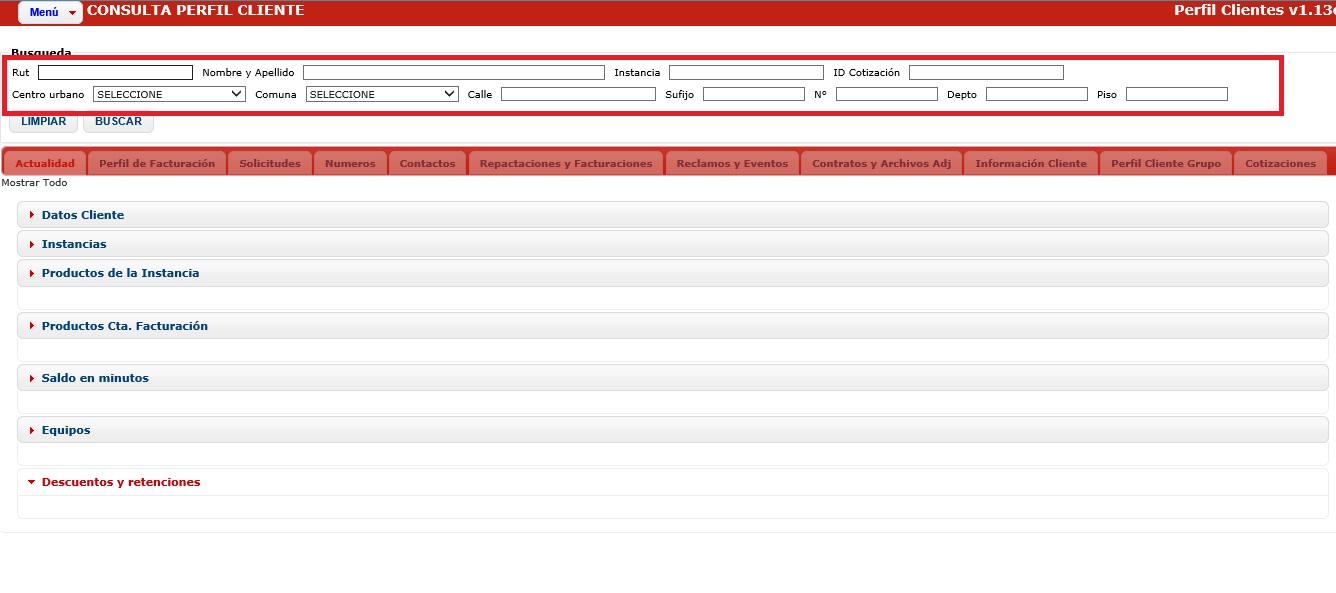 Menú CONSULTA PERFIL CLIENTE Perfil Clientes v1.13
Busqueda
Rut Nombre y Apellido Instancia ID Cotización
Centro urbano SELECCIONE Comuna SELECCIONE Calle Sufijo Nº Depto Piso
LIMPIAR BUSCAR
Actualidad Perfil de Facturación Solicitudes Numeros Contactos Repactaciones y Facturaciones Reclamos y Eventos Contratos y Archivos Adj Información Cliente Perfil Cliente Grupo Cotizaciones
Mostrar Todo
Datos Cliente
Instancias
Productos de la Instancia
Productos Cta. Facturación
Saldo en minutos
Equipos
Descuentos y retenciones